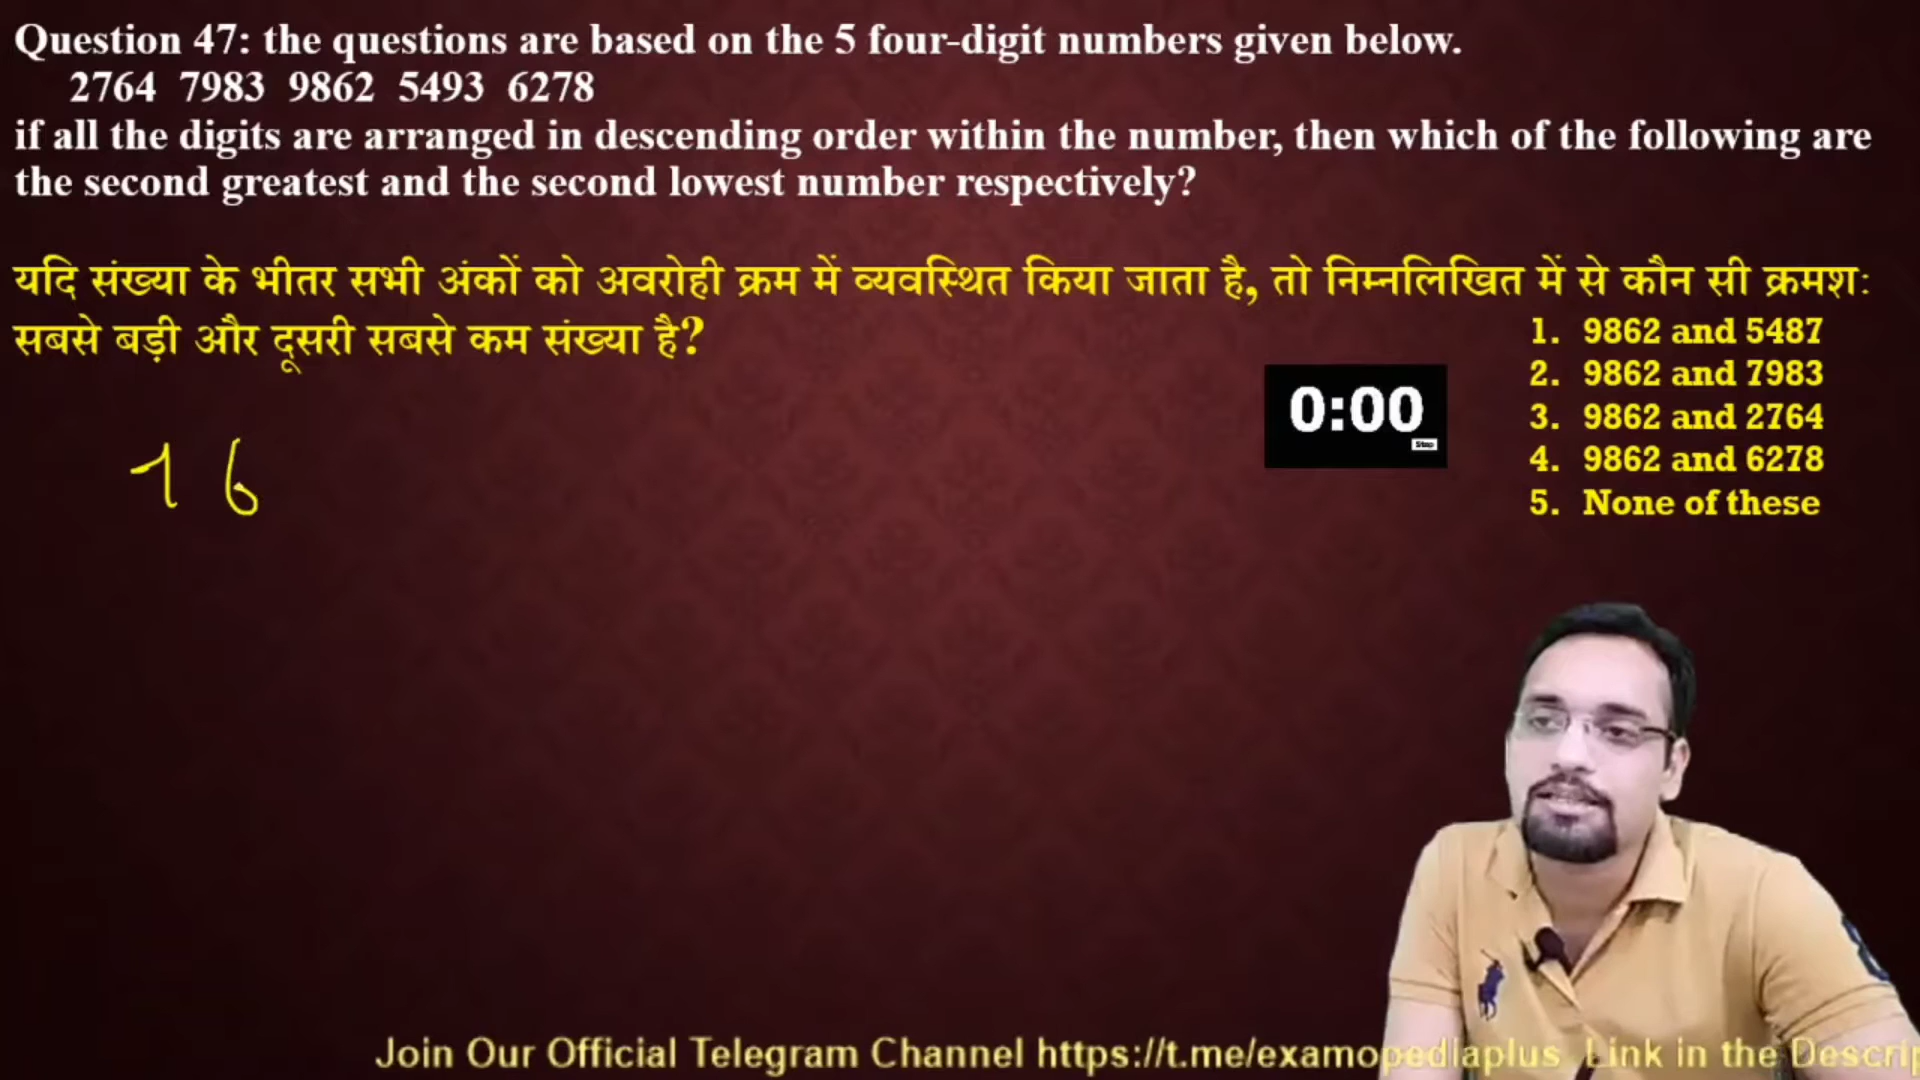 Question 47: the questions are based on the 5 four-digit numbers given below.
2764 7983 9862 5493 6278
if all the digits are arranged in descending order within the number, then which of the following are
the second greatest and the second lowest number respectively?
यदि संख्या के भीतर सभी अंकों को अवरोही क्रम में व्यवस्थित किया जाता है, तो निम्नलिखित में से कौन सी क्रमशः
सबसे बड़ी और दूसरी सबसे कम संख्या है?
1. 9862 and 5487
2. 9862 and 7983
3. 9862 and 2764
4. 9862 and 6278
5. None of these
0:00
Stop
7 6
Join Our Official Telegram Channel https://t.me/examopediaplus Link in the Descrip